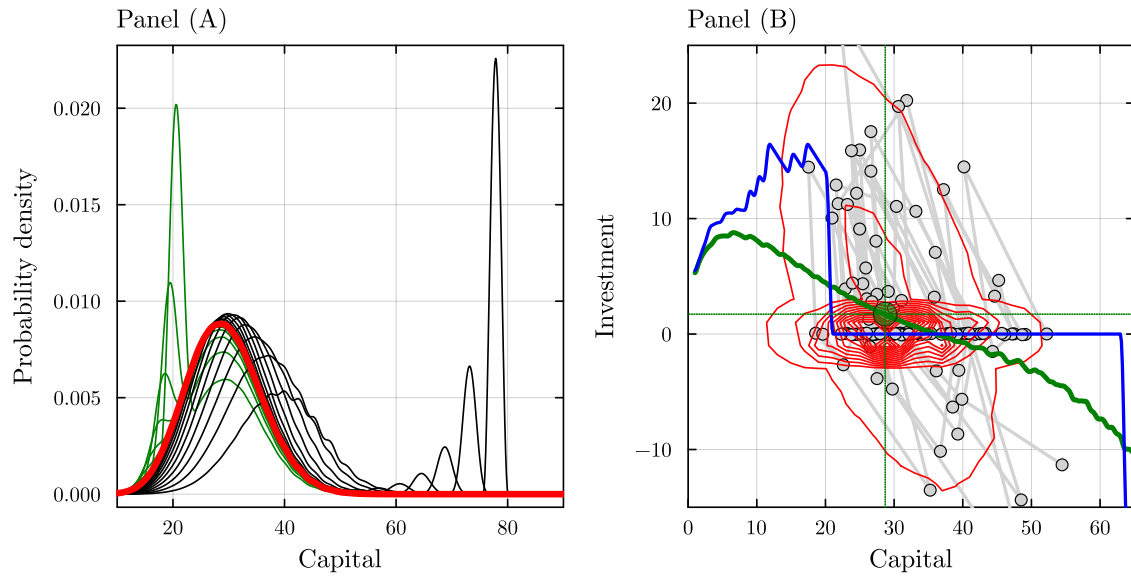 Panel (A)
Probability density
0.020
0.015
0.010
0.005
0.000
20 40 60 80
Capital
Panel (B)
Investment
20
10
0
−10
0 10 20 30 40 50 60
Capital